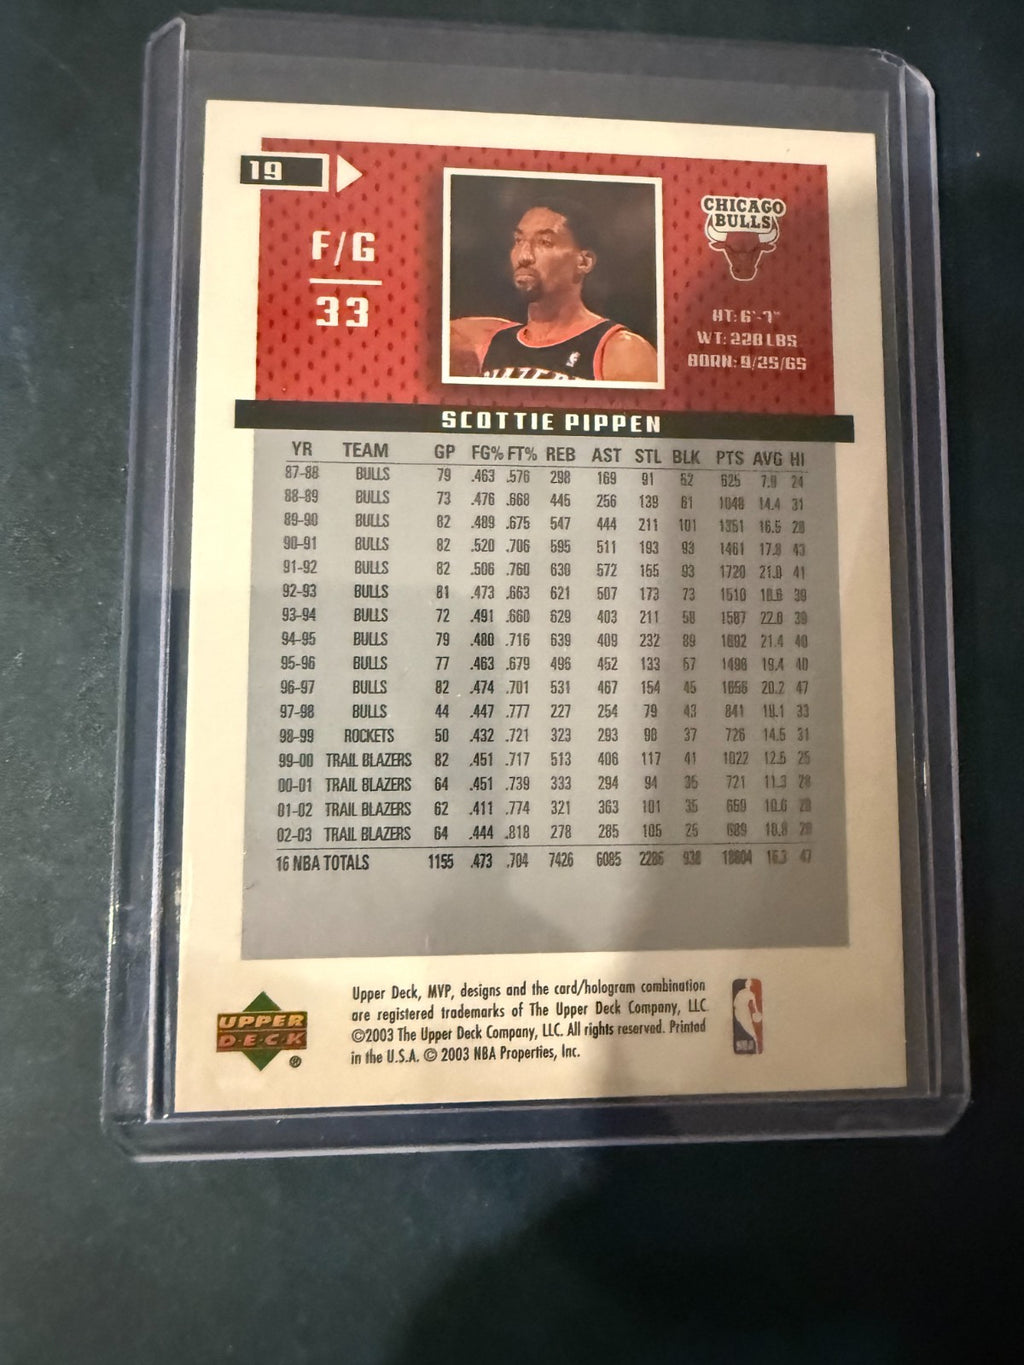 19
F/G
33
CHICAGO
BULLS
HT: 6'-7"
WT: 228 LBS
BORN: 9/25/65
SCOTTIE PIPPEN
YR TEAM GP FG% FT% REB AST STL BLK PTS AVG HI
87-88 BULLS 79 .463 .576 298 169 91 52 625 7.9 24
88-89 BULLS 73 .476 .668 445 256 139 61 1048 14.4 31
89-90 BULLS 82 .489 .675 547 444 211 101 1351 16.5 28
90-91 BULLS 82 .520 .706 595 511 193 93 1461 17.8 43
91-92 BULLS 82 .506 .760 630 572 155 93 1720 21.0 41
92-93 BULLS 81 .473 .663 621 507 173 73 1510 18.6 39
93-94 BULLS 72 .491 .660 629 403 211 58 1587 22.0 39
94-95 BULLS 79 .480 .716 639 409 232 89 1692 21.4 40
95-96 BULLS 77 .463 .679 496 452 133 57 1496 19.4 40
96-97 BULLS 82 .474 .701 531 467 154 45 1656 20.2 47
97-98 BULLS 44 .447 .777 227 254 79 43 841 19.1 33
98-99 ROCKETS 50 .432 .721 323 293 98 37 726 14.5 31
99-00 TRAIL BLAZERS 82 .451 .717 513 406 117 41 1022 12.5 25
00-01 TRAIL BLAZERS 64 .451 .739 333 294 94 35 721 11.3 28
01-02 TRAIL BLAZERS 62 .411 .774 321 363 101 35 659 10.6 28
02-03 TRAIL BLAZERS 64 .444 .818 278 285 105 25 689 10.8
16 NBA TOTALS 1155 .473 .704 7426 6085 2286 938 18804 16.3 47
Upper Deck, MVP, designs and the card/hologram combination
are registered trademarks of The Upper Deck Company, LLC
©2003 The Upper Deck Company, LLC. All rights reserved. Printed
in the U.S.A. © 2003 NBA Properties, Inc.
UPPER
DECK
®